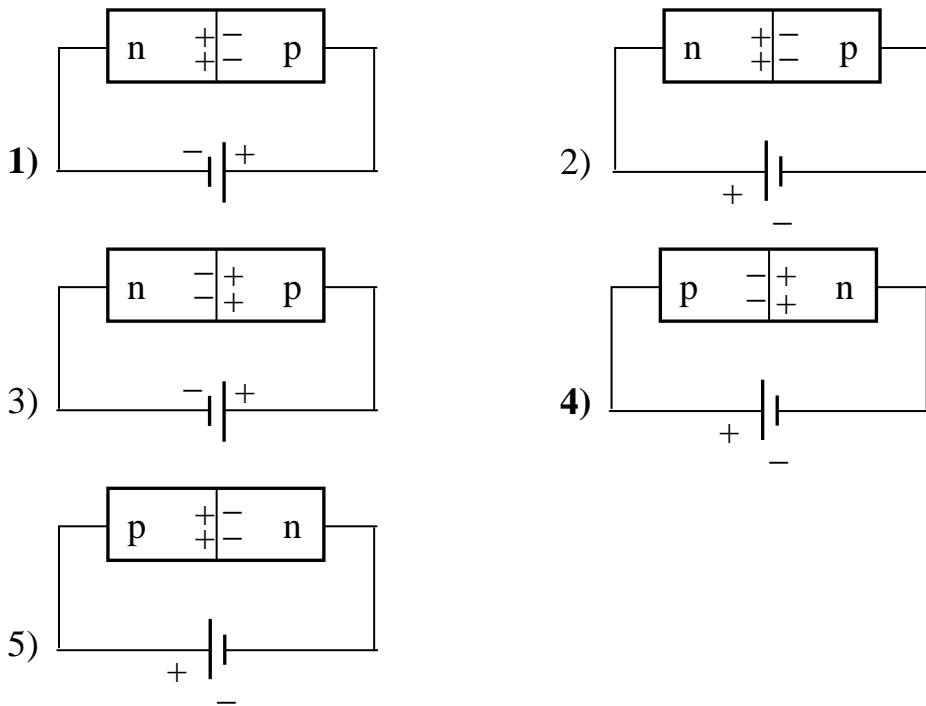 n + − p
+ −
1) − +
n + − p
+ −
2) +
−
n − + p
− +
3) − +
p − + n
− +
4) +
−
p + − n
+ −
5) +
−